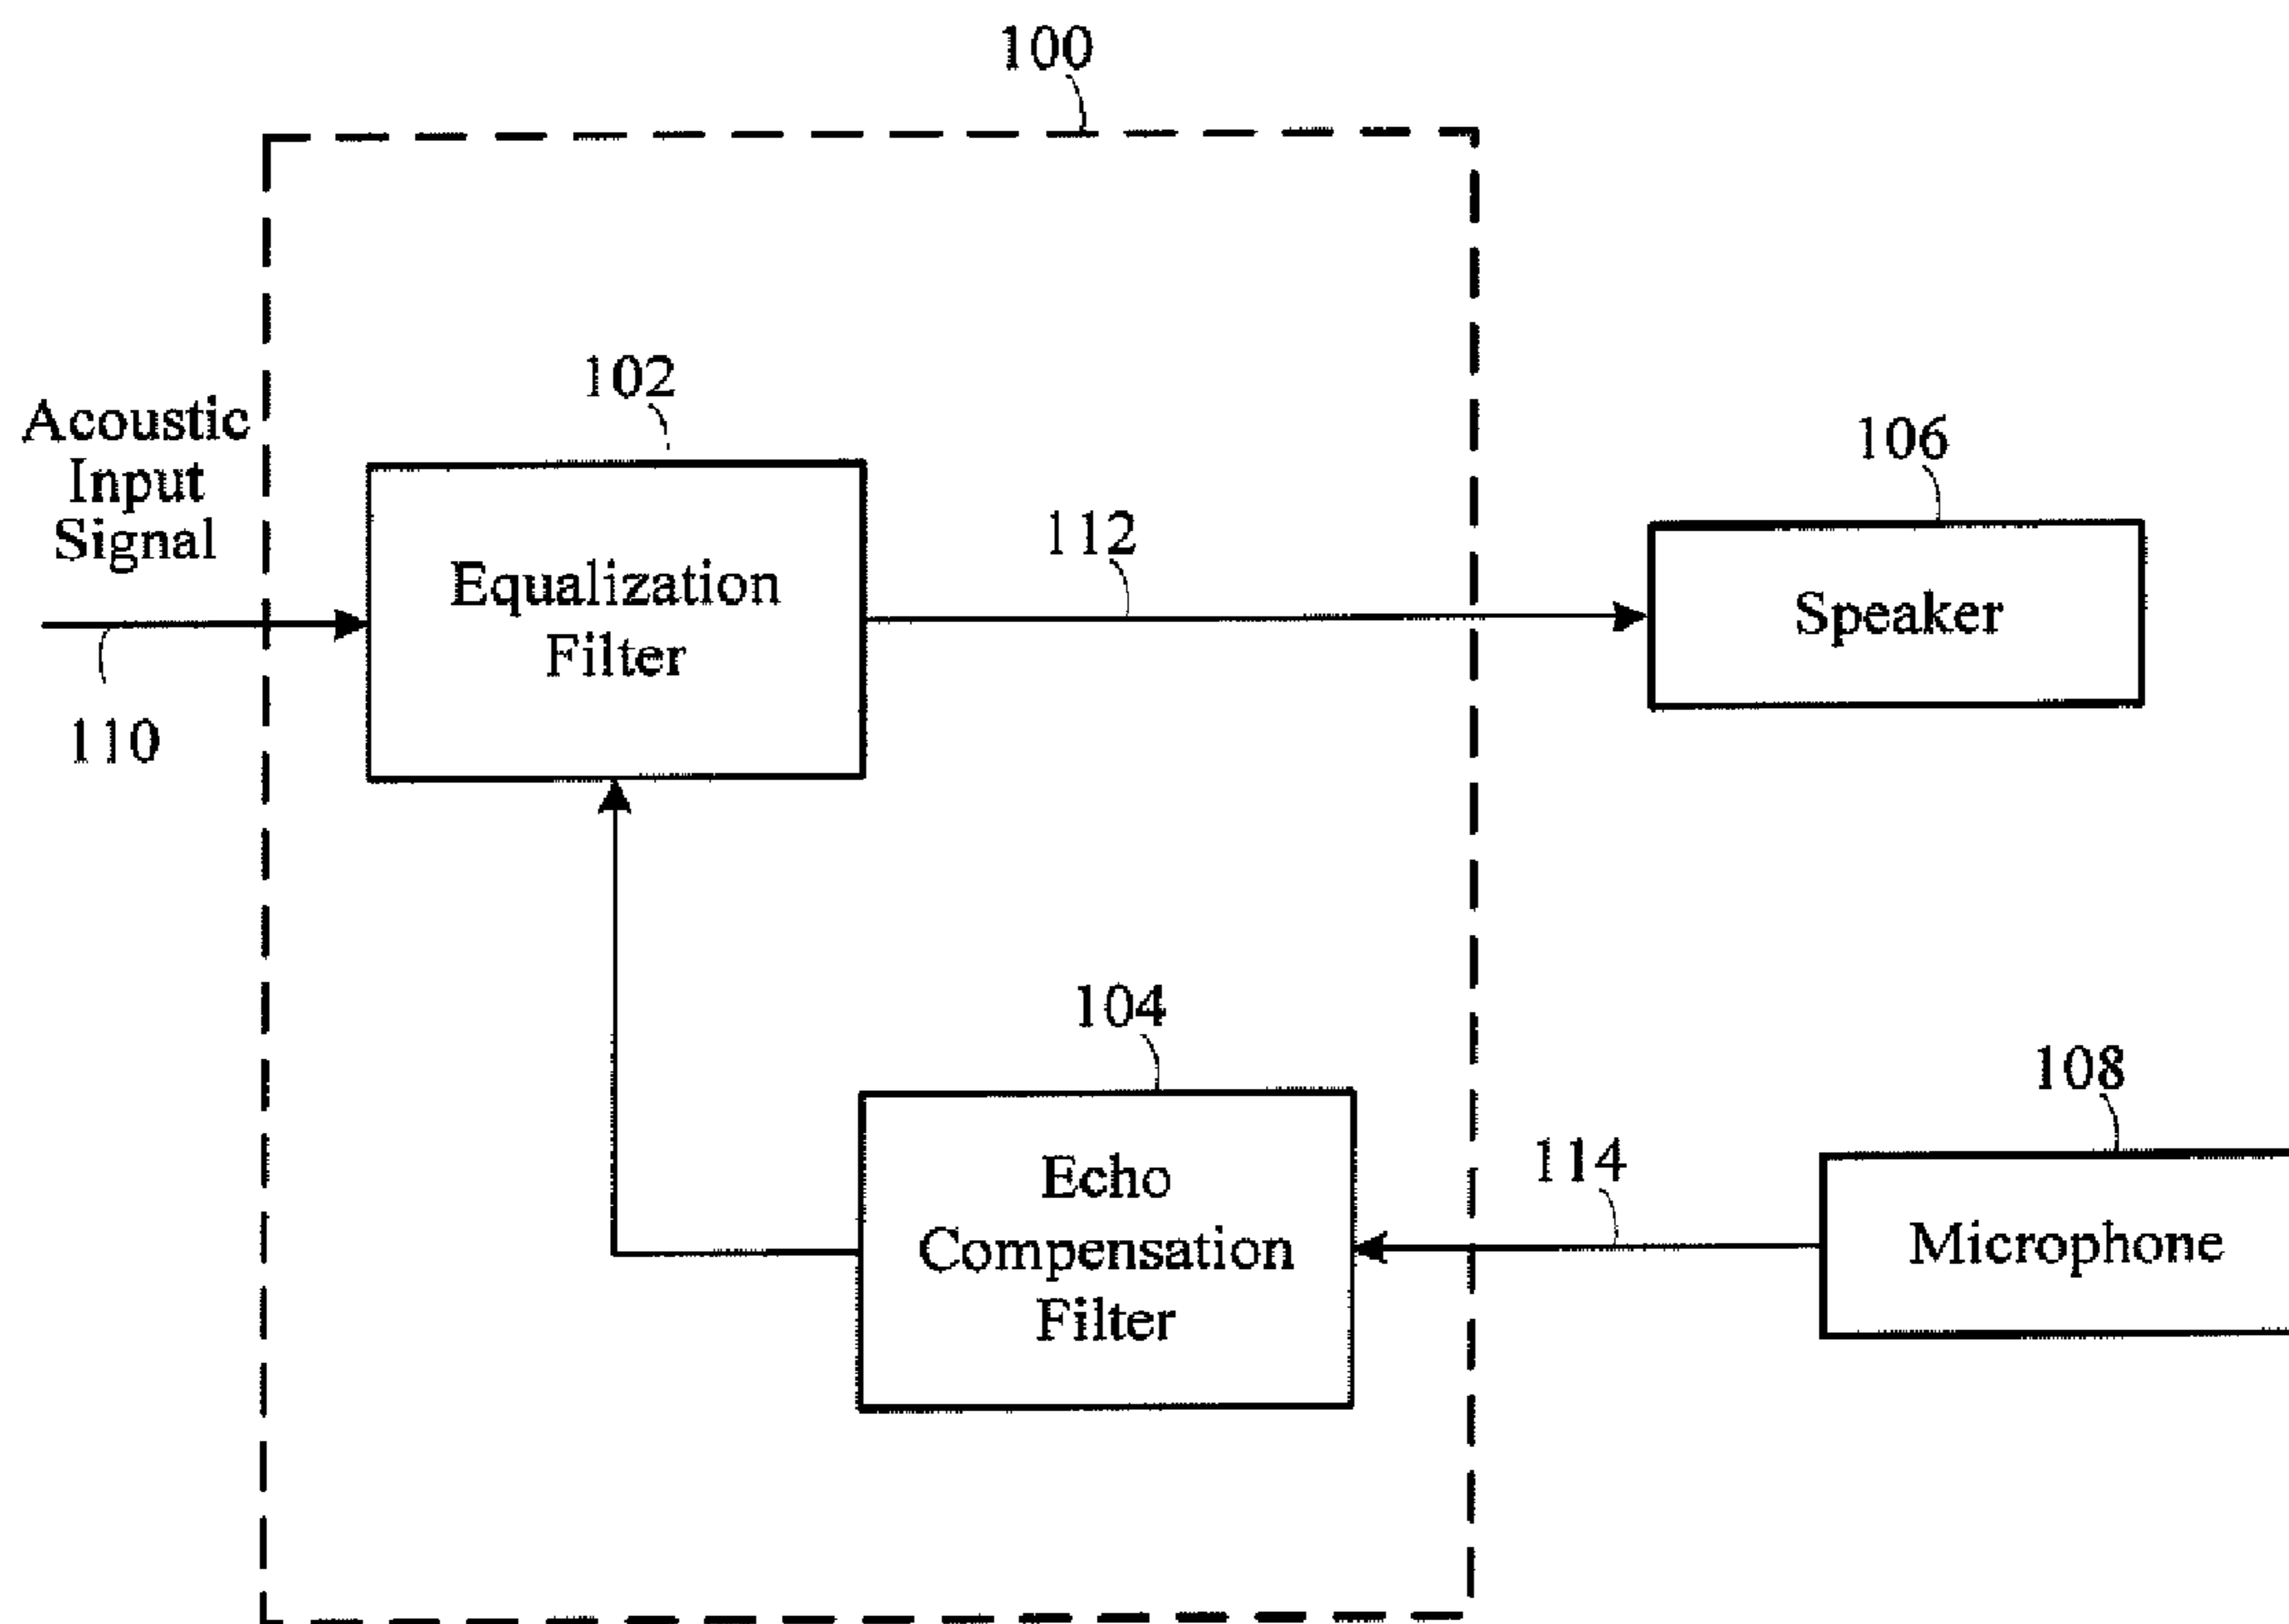 100
102
Acoustic
Input
Signal
106
112
Equalization
Filter
Speaker
110
104
108
114
Echo
Compensation
Filter
Microphone